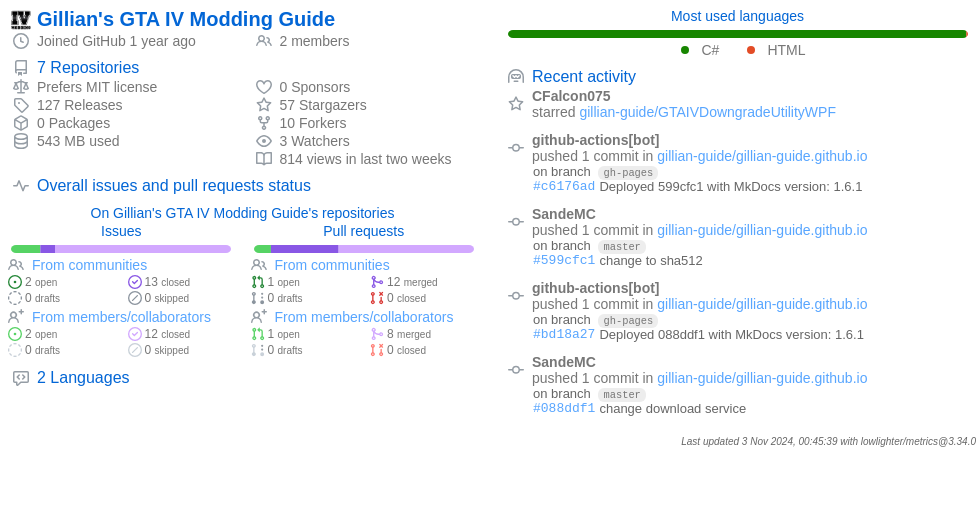 Gillian's GTA IV Modding Guide
Joined GitHub 1 year ago
2 members
7 Repositories
Prefers MIT license
127 Releases
0 Packages
543 MB used
0 Sponsors
57 Stargazers
10 Forkers
3 Watchers
814 views in last two weeks
Overall issues and pull requests status
On Gillian's GTA IV Modding Guide's repositories
Issues
From communities
2 open
13 closed
0 drafts
0 skipped
From members/collaborators
2 open
12 closed
0 drafts
0 skipped
Pull requests
From communities
1 open
12 merged
0 drafts
0 closed
From members/collaborators
1 open
8 merged
0 drafts
0 closed
2 Languages
Most used languages
C# HTML
Recent activity
CFalcon075
starred gillian-guide/GTAIVDowngradeUtilityWPF
github-actions[bot]
pushed 1 commit in gillian-guide/gillian-guide.github.io
on branch gh-pages
#c6176ad Deployed 599cfc1 with MkDocs version: 1.6.1
SandeMC
pushed 1 commit in gillian-guide/gillian-guide.github.io
on branch master
#599cfc1 change to sha512
github-actions[bot]
pushed 1 commit in gillian-guide/gillian-guide.github.io
on branch gh-pages
#bd18a27 Deployed 088ddf1 with MkDocs version: 1.6.1
SandeMC
pushed 1 commit in gillian-guide/gillian-guide.github.io
on branch master
#088ddf1 change download service
Last updated 3 Nov 2024, 00:45:39 with lowlighter/metrics@3.34.0